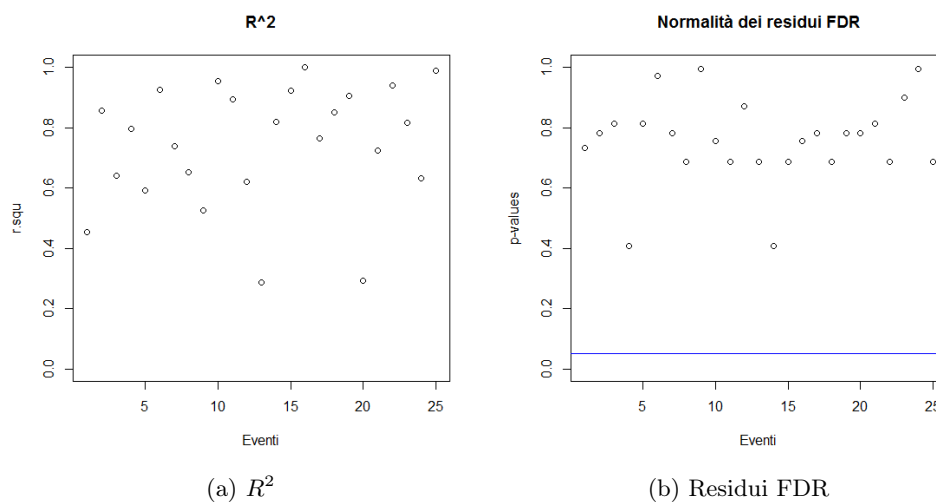 R^2
r.squ
0.0 0.2 0.4 0.6 0.8 1.0
5 10 15 20 25
Eventi
(a) R²
Normalità dei residui FDR
p-values
0.0 0.2 0.4 0.6 0.8 1.0
5 10 15 20 25
Eventi
(b) Residui FDR